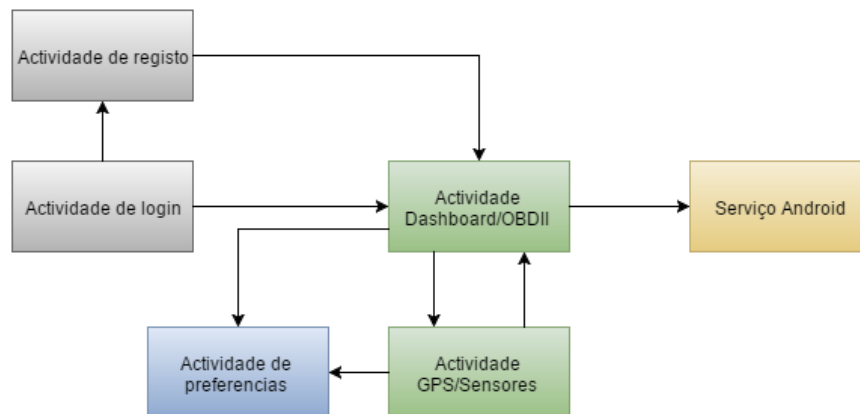 Actividade de registo
Actividade de login
Actividade
Dashboard/OBDII
Serviço Android
Actividade de
preferencias
Actividade
GPS/Sensores